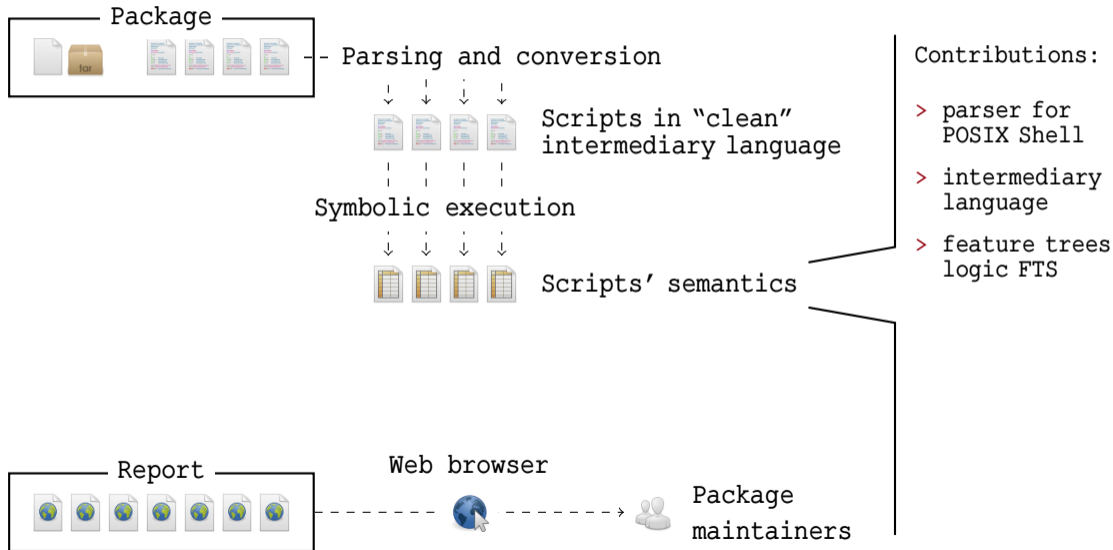 Package
tar
Parsing and conversion
Scripts in “clean”
intermediary language
Symbolic execution
Scripts’ semantics
Report
Web browser
Package
maintainers
Contributions:
> parser for
POSIX Shell
> intermediary
language
> feature trees
logic FTS